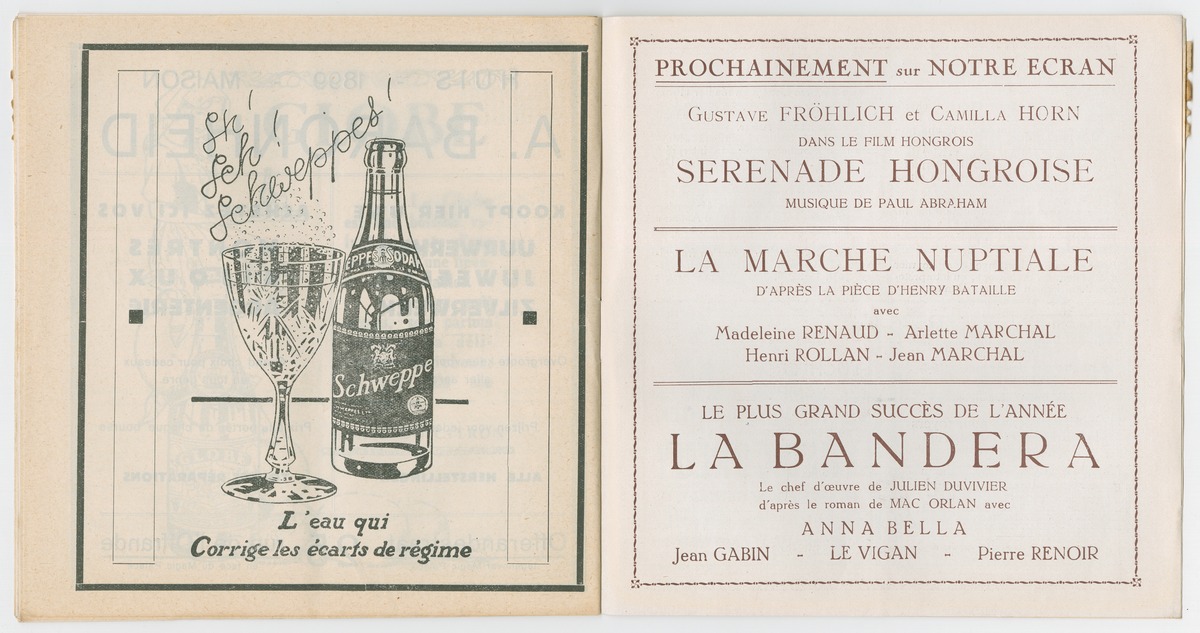 Sh!
Sch!
Schweppes!
EPPES SODA
Schweppe
L'eau qui
Corrige les écarts de régime
PROCHAINEMENT sur NOTRE ECRAN
GUSTAVE FRÖHLICH et CAMILLA HORN
DANS LE FILM HONGROIS
SERENADE HONGROISE
MUSIQUE DE PAUL ABRAHAM
LA MARCHE NUPTIALE
D'APRÈS LA PIÈCE D'HENRY BATAILLE
avec
Madeleine RENAUD - Arlette MARCHAL
Henri ROLLAN - Jean MARCHAL
LE PLUS GRAND SUCCÈS DE L'ANNÉE
LA BANDERA
Le chef d'œuvre de JULIEN DUVIVIER
d'après le roman de MAC ORLAN avec
ANNA BELLA
Jean GABIN - LE VIGAN - Pierre RENOIR